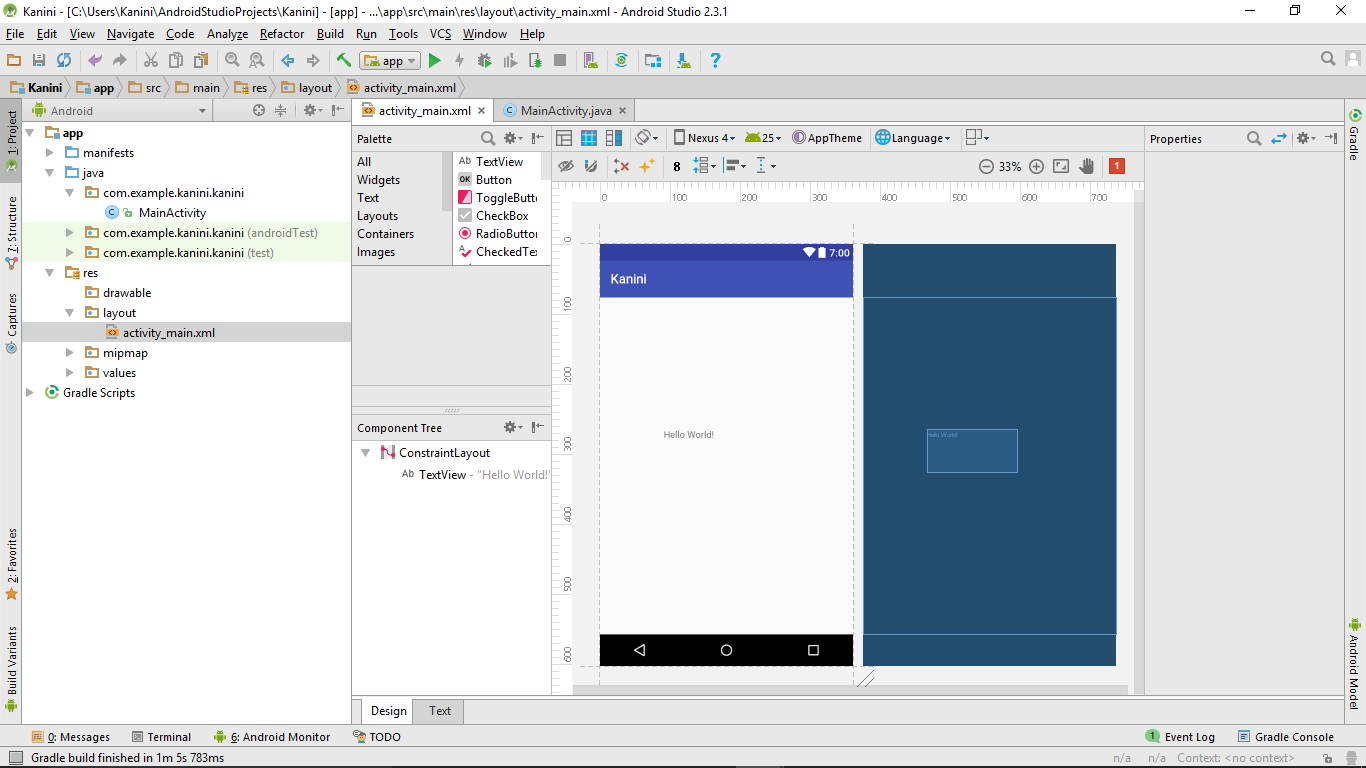 Kanini - [C:\Users\Kanini\AndroidStudioProjects\Kanini] - [app] - ...\app\src\main\res\layout\activity_main.xml - Android Studio 2.3.1
File Edit View Navigate Code Analyze Refactor Build Run Tools VCS Window Help
app
Kanini app src main res layout activity_main.xml
1: Project
7: Structure
Captures
2: Favorites
Build Variants
Android
app
manifests
java
com.example.kanini.kanini
MainActivity
com.example.kanini.kanini (androidTest)
com.example.kanini.kanini (test)
res
drawable
layout
activity_main.xml
mipmap
values
Gradle Scripts
activity_main.xml MainActivity.java
Palette
All
Widgets
Text
Layouts
Containers
Images
Ab TextView
OK Button
ToggleButt
CheckBox
RadioButto
CheckedTe
Component Tree
ConstraintLayout
Ab TextView - "Hello World!"
Nexus 4 25 AppTheme Language
8 33% 1
0 100 200 300 400 500 600 700
0
100
200
300
400
500
600
7:00
Kanini
Hello World!
Hello World!
Properties
Gradle
Android Model
Design Text
0: Messages Terminal 6: Android Monitor TODO
1 Event Log Gradle Console
Gradle build finished in 1m 5s 783ms
n/a n/a Context: <no context>